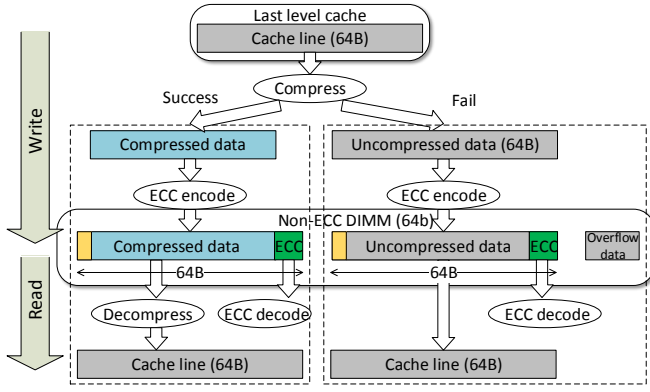 Last level cache
Cache line (64B)
Compress
Success
Fail
Write
Compressed data
Uncompressed data (64B)
ECC encode
ECC encode
Non-ECC DIMM (64b)
Compressed data
ECC
Uncompressed data
ECC
Overflow
data
64B
64B
Read
Decompress
ECC decode
ECC decode
Cache line (64B)
Cache line (64B)